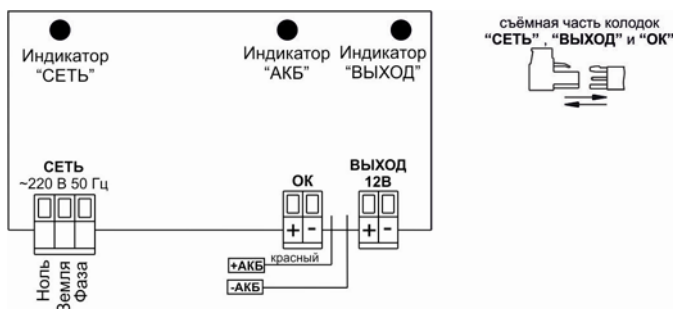 Индикатор
“СЕТЬ”
Индикатор
“АКБ”
Индикатор
“ВЫХОД”
съёмная часть колодок
“СЕТЬ” , “ВЫХОД” и “ОК”
СЕТЬ
~220 В 50 Гц
ОК
ВЫХОД
12В
+ -
+ -
Ноль
Земля
Фаза
+АКБ красный
-АКБ